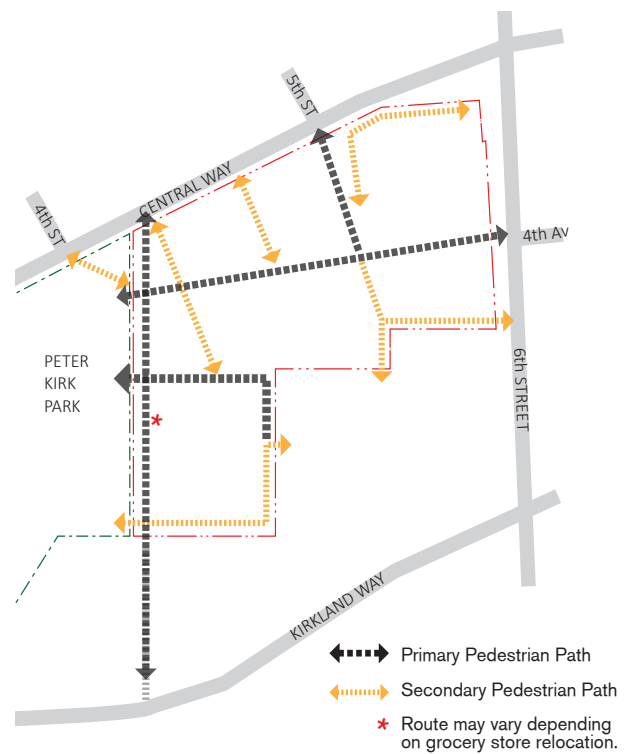 5th ST
CENTRAL WAY
4th ST
4th Av
PETER
KIRK
PARK
*
6th STREET
KIRKLAND WAY
Primary Pedestrian Path
Secondary Pedestrian Path
* Route may vary depending
on grocery store relocation.